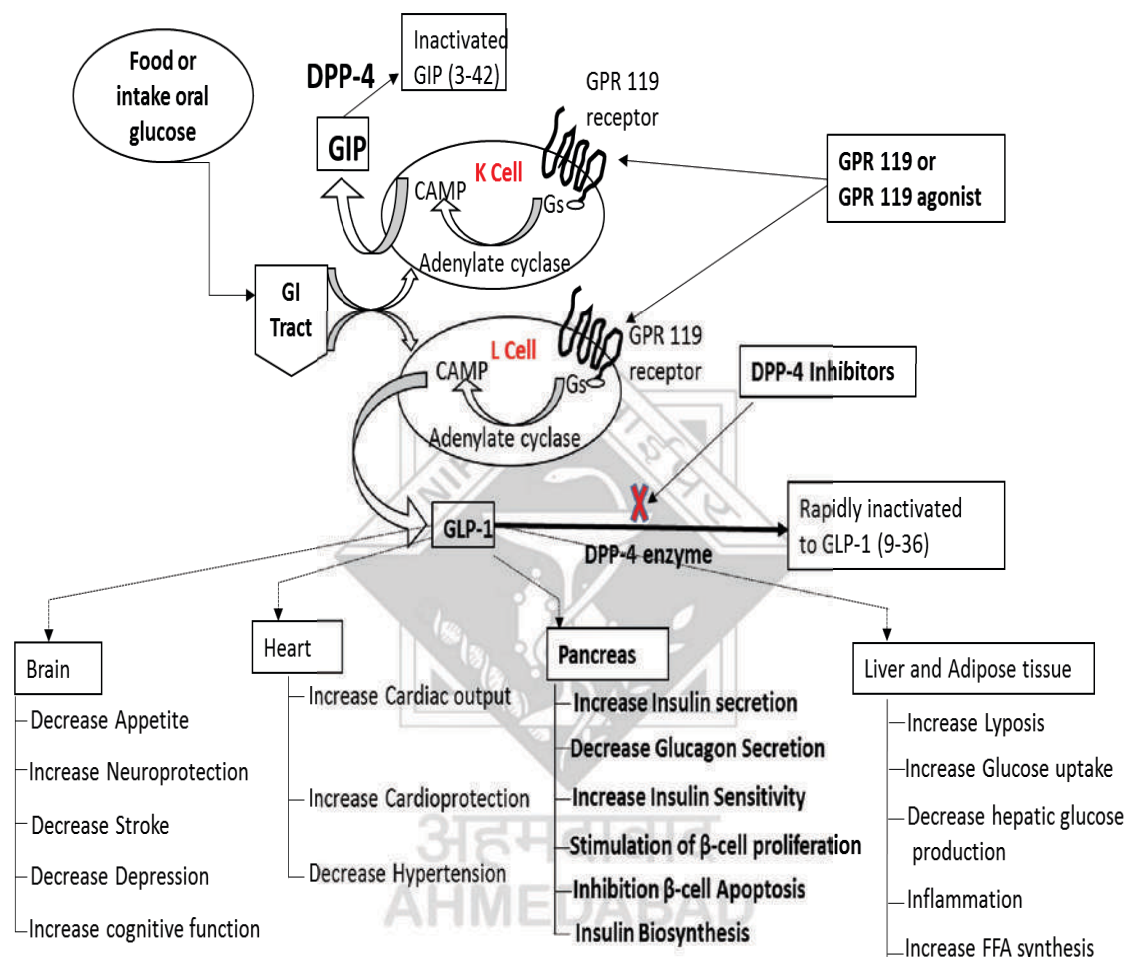 Food or
intake oral
glucose
DPP-4
Inactivated
GIP (3-42)
GIP
GPR 119
receptor
K Cell
CAMP
Gs
Adenylate cyclase
GPR 119 or
GPR 119 agonist
GI
Tract
L Cell
CAMP
Gs
Adenylate cyclase
GPR 119
receptor
DPP-4 Inhibitors
X
GLP-1
DPP-4 enzyme
Rapidly inactivated
to GLP-1 (9-36)
Brain
Decrease Appetite
Increase Neuroprotection
Decrease Stroke
Decrease Depression
Increase cognitive function
Heart
Increase Cardiac output
Increase Cardioprotection
Decrease Hypertension
Pancreas
Increase Insulin secretion
Decrease Glucagon Secretion
Increase Insulin Sensitivity
Stimulation of β-cell proliferation
Inhibition β-cell Apoptosis
Insulin Biosynthesis
Liver and Adipose tissue
Increase Lyposis
Increase Glucose uptake
Decrease hepatic glucose
production
Inflammation
Increase FFA synthesis
अहमदाबाद
AHMEDABAD